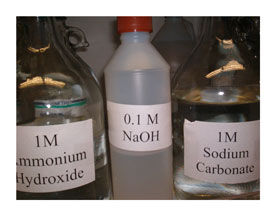 1M
Ammonium
Hydroxide
0.1 M
NaOH
1M
Sodium
Carbonate